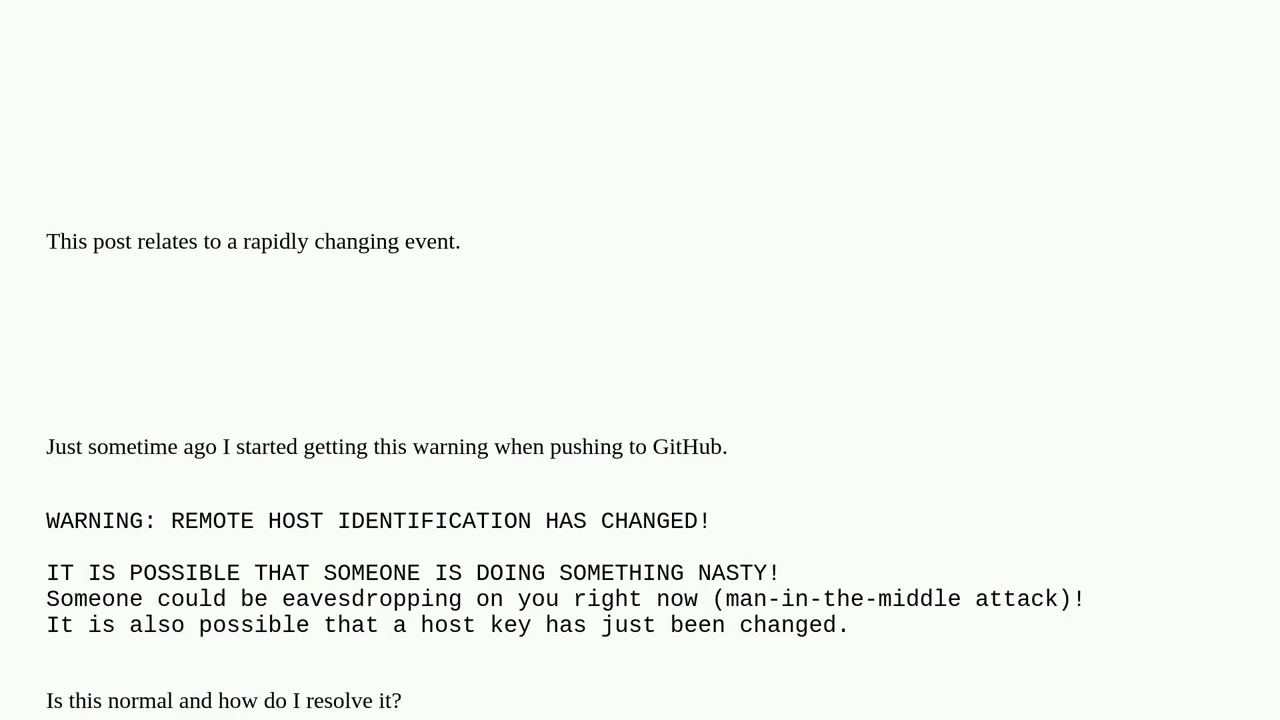 This post relates to a rapidly changing event.
Just sometime ago I started getting this warning when pushing to GitHub.
WARNING: REMOTE HOST IDENTIFICATION HAS CHANGED!
IT IS POSSIBLE THAT SOMEONE IS DOING SOMETHING NASTY!
Someone could be eavesdropping on you right now (man-in-the-middle attack)!
It is also possible that a host key has just been changed.
Is this normal and how do I resolve it?